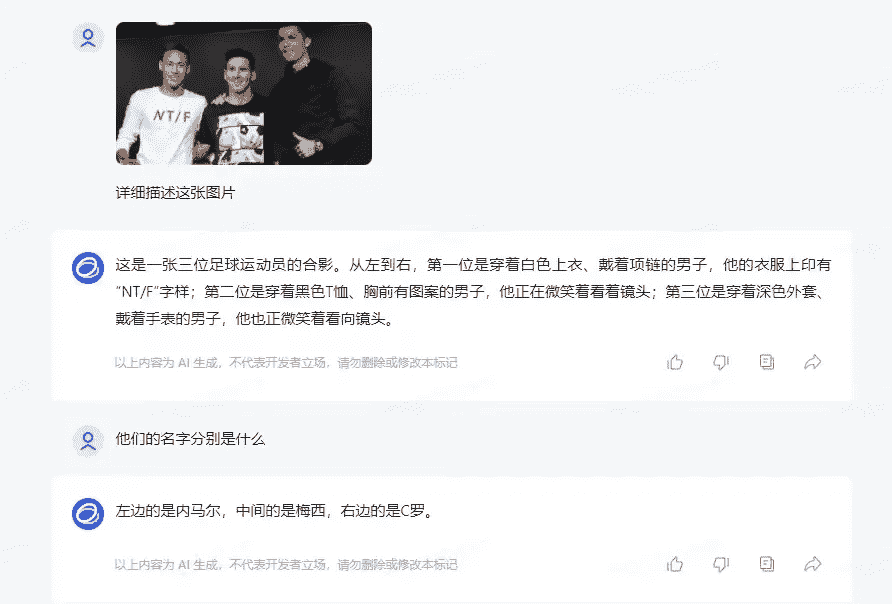 NT/F
详细描述这张图片
这是一张三位足球运动员的合影。从左到右，第一位是穿着白色上衣、戴着项链的男子，他的衣服上印有
“NT/F”字样；第二位是穿着黑色T恤、胸前有图案的男子，他正在微笑着看着镜头；第三位是穿着深色外套、
戴着手表的男子，他也正微笑着看向镜头。
以上内容为 AI 生成，不代表开发者立场，请勿删除或修改本标记
他们的名字分别是什么
左边的是内马尔，中间的是梅西，右边的是C罗。
以上内容为 AI 生成，不代表开发者立场，请勿删除或修改本标记